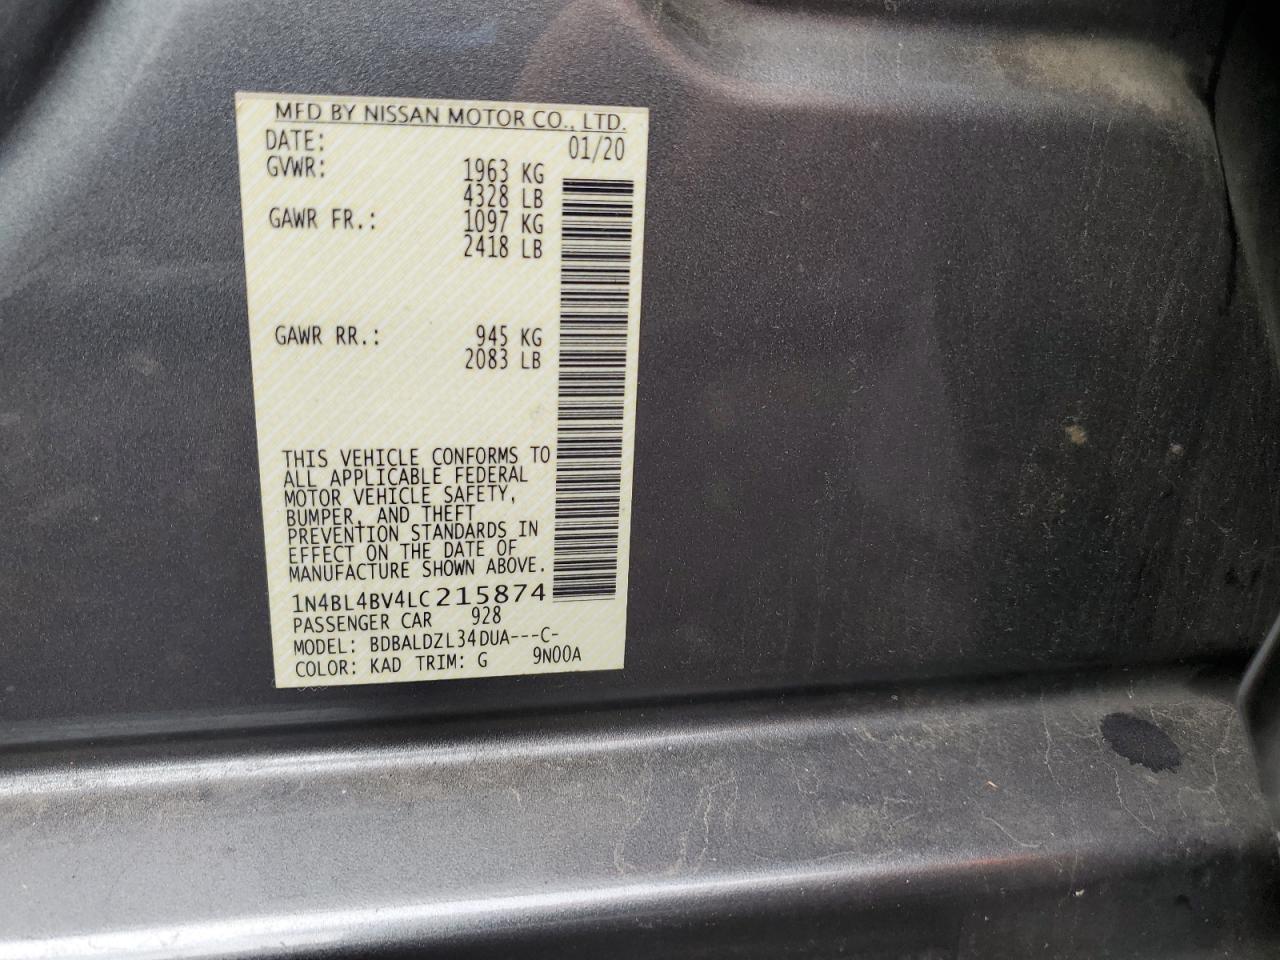 MFD BY NISSAN MOTOR CO., LTD.
DATE: 01/20
GVWR: 1963 KG
4328 LB
GAWR FR.: 1097 KG
2418 LB
GAWR RR.: 945 KG
2083 LB
THIS VEHICLE CONFORMS TO
ALL APPLICABLE FEDERAL
MOTOR VEHICLE SAFETY,
BUMPER, AND THEFT
PREVENTION STANDARDS IN
EFFECT ON THE DATE OF
MANUFACTURE SHOWN ABOVE.
1N4BL4BV4LC215874
PASSENGER CAR 928
MODEL: BDBALDZL34DUA---C-
COLOR: KAD TRIM: G 9N00A